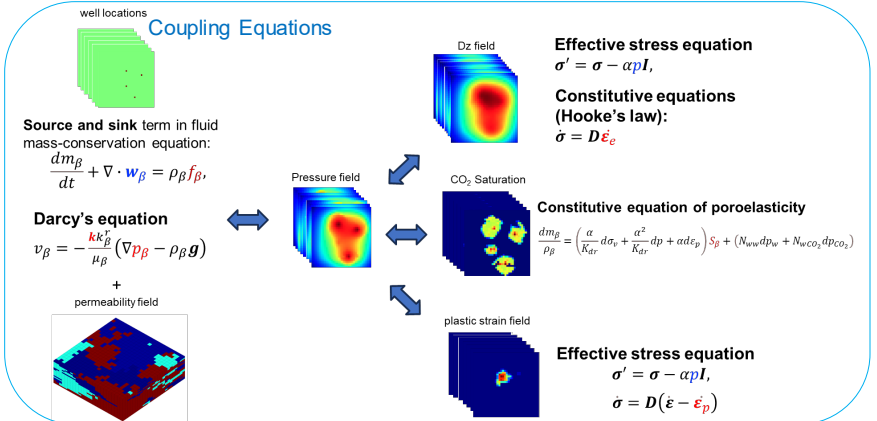 well locations
Coupling Equations
Source and sink term in fluid
mass-conservation equation:
dm_β/dt + ∇ · w_β = ρ_β f_β,
Darcy's equation
v_β = −(k k_β^r/μ_β)(∇p_β − ρ_β g)
+
permeability field
Pressure field
Dz field
Effective stress equation
σ′ = σ − αpI,
Constitutive equations
(Hooke's law):
σ̇ = Dε̇_e
CO₂ Saturation
Constitutive equation of poroelasticity
dm_β/ρ_β = (α/K_dr dσ_v + α²/K_dr dp + αdε_p) S_β + (N_ww dp_w + N_wCO₂ dp_CO₂)
plastic strain field
Effective stress equation
σ′ = σ − αpI,
σ̇ = D(ε̇ − ε̇_p)